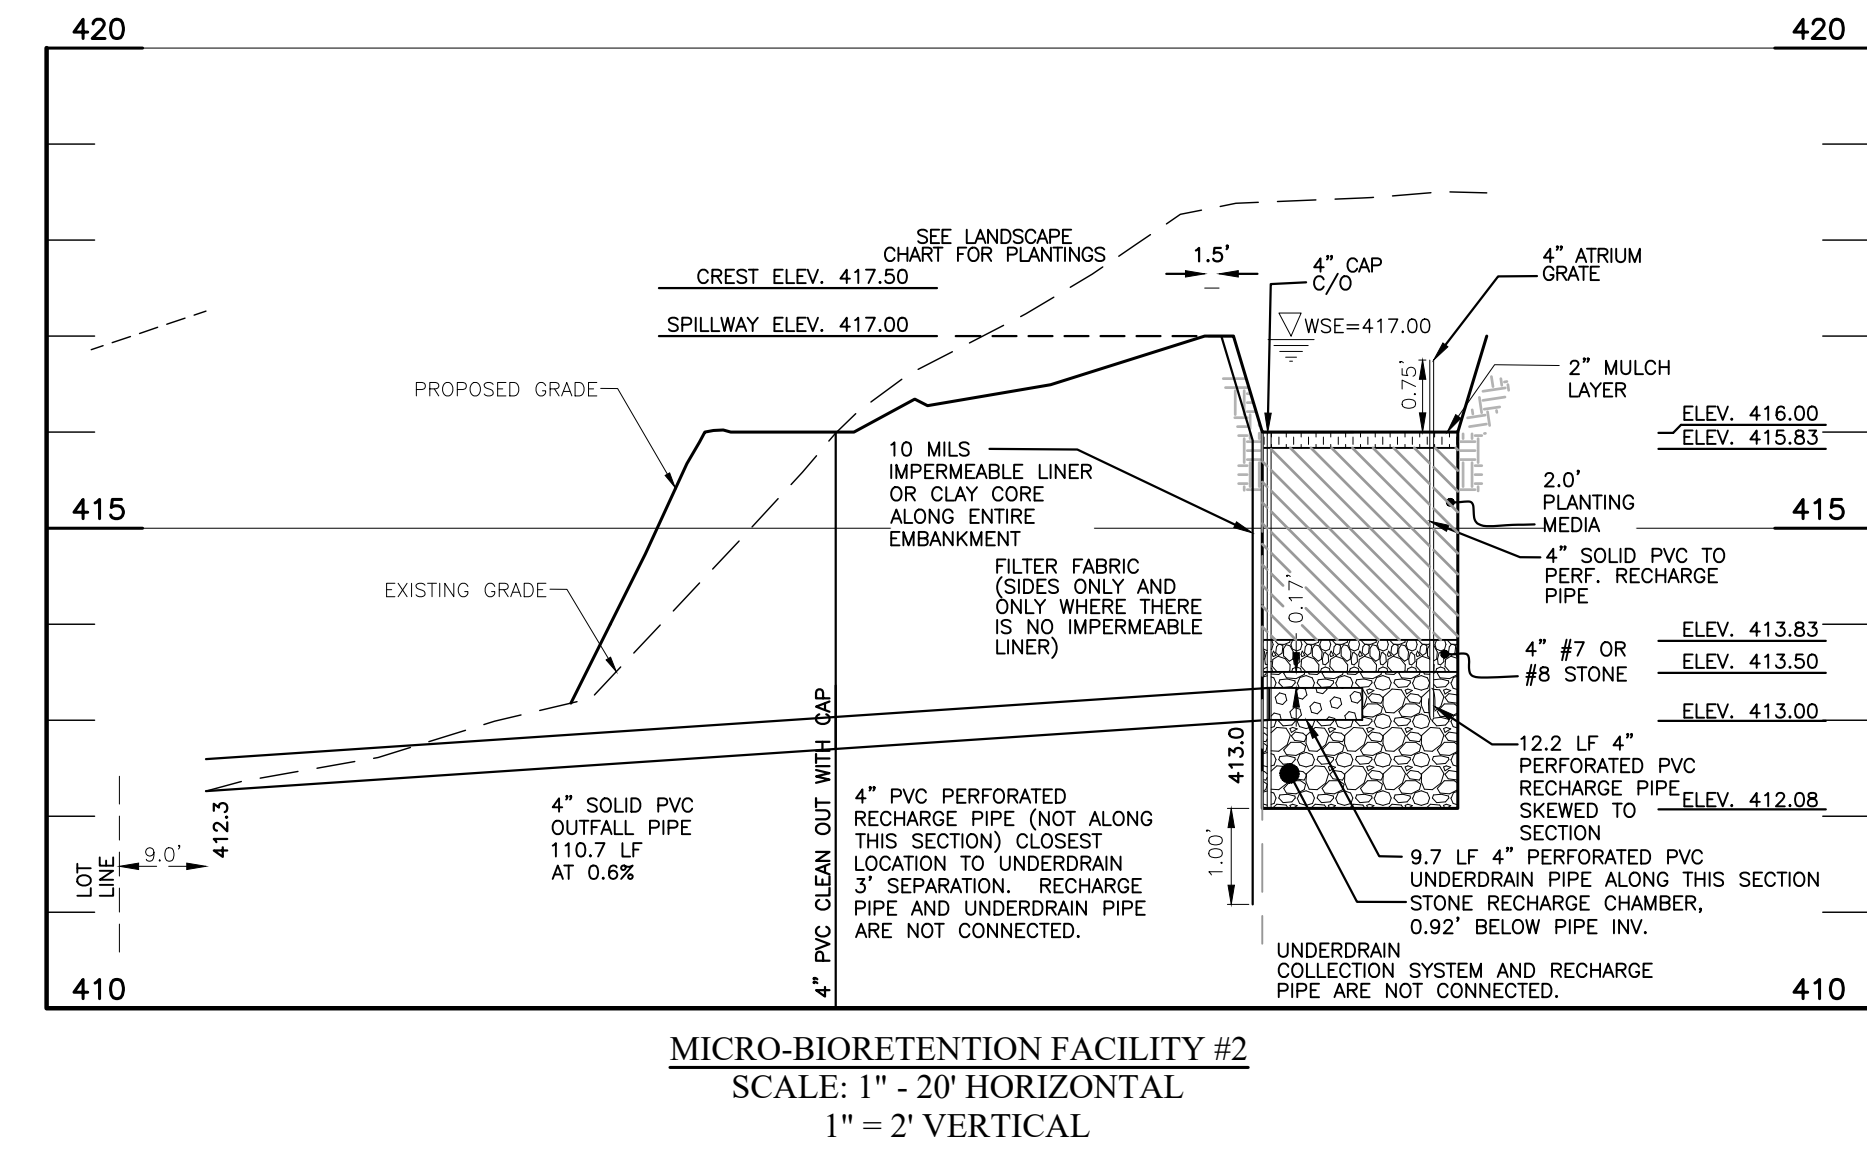 420
420
SEE LANDSCAPE
CHART FOR PLANTINGS
1.5'
4" CAP
C/O
4" ATRIUM
GRATE
CREST ELEV. 417.50
SPILLWAY ELEV. 417.00
WSE=417.00
PROPOSED GRADE
0.75'
2" MULCH
LAYER
ELEV. 416.00
ELEV. 415.83
10 MILS
IMPERMEABLE LINER
OR CLAY CORE
ALONG ENTIRE
EMBANKMENT
2.0'
PLANTING
MEDIA
415
415
4" SOLID PVC TO
PERF. RECHARGE
PIPE
FILTER FABRIC
(SIDES ONLY AND
ONLY WHERE THERE
IS NO IMPERMEABLE
LINER)
0.17'
EXISTING GRADE
4" #7 OR
#8 STONE
ELEV. 413.83
ELEV. 413.50
ELEV. 413.00
4" PVC CLEAN OUT WITH CAP
413.0
12.2 LF 4"
PERFORATED PVC
RECHARGE PIPE
SKEWED TO
SECTION
ELEV. 412.08
412.3
4" SOLID PVC
OUTFALL PIPE
110.7 LF
AT 0.6%
4" PVC PERFORATED
RECHARGE PIPE (NOT ALONG
THIS SECTION) CLOSEST
LOCATION TO UNDERDRAIN
3' SEPARATION. RECHARGE
PIPE AND UNDERDRAIN PIPE
ARE NOT CONNECTED.
1.00'
9.0'
LOT
LINE
9.7 LF 4" PERFORATED PVC
UNDERDRAIN PIPE ALONG THIS SECTION
STONE RECHARGE CHAMBER,
0.92' BELOW PIPE INV.
UNDERDRAIN
COLLECTION SYSTEM AND RECHARGE
PIPE ARE NOT CONNECTED.
410
410
MICRO-BIORETENTION FACILITY #2
SCALE: 1" - 20' HORIZONTAL
1" = 2' VERTICAL